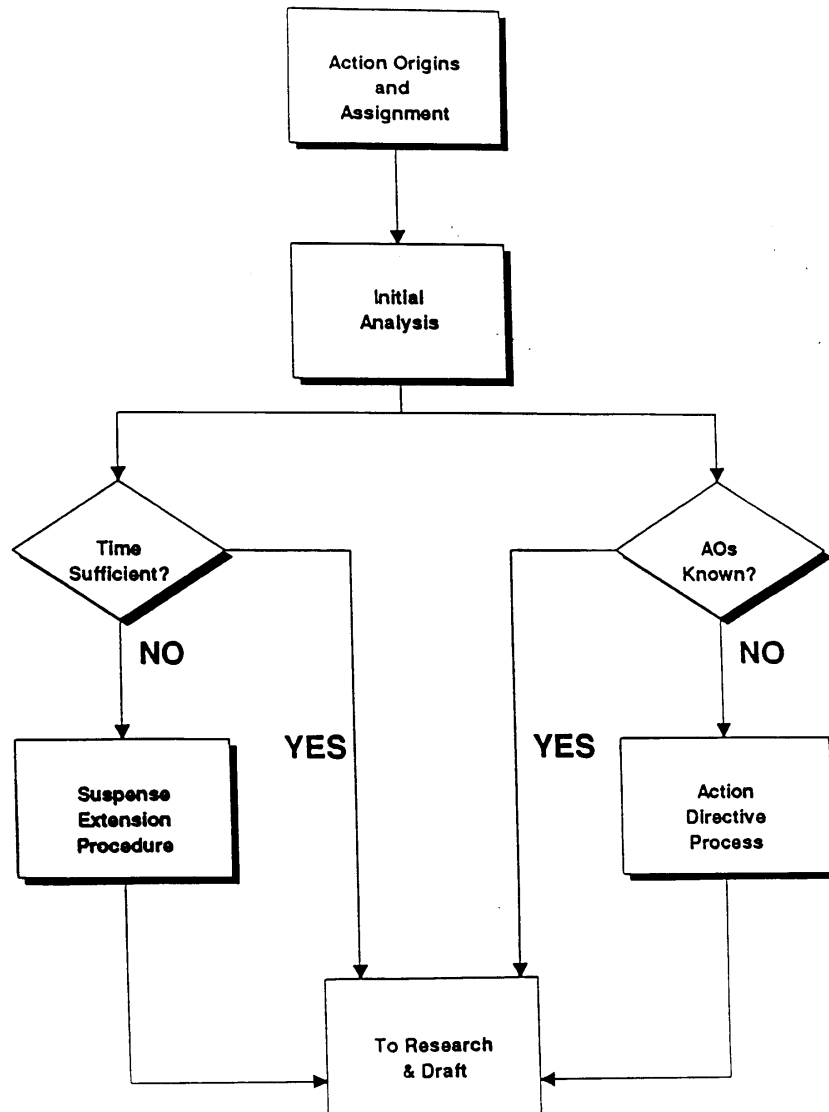 Action Origins
and
Assignment
Initial
Analysis
Time
Sufficient?
AOs
Known?
NO
NO
YES
YES
Suspense
Extension
Procedure
Action
Directive
Process
To Research
& Draft